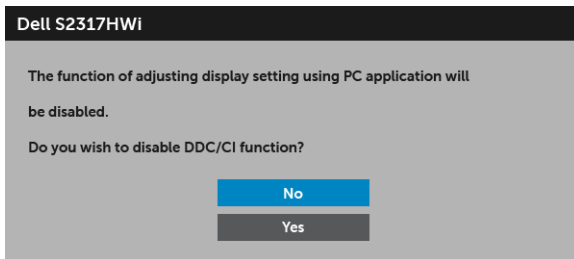 Dell S2317HWi
The function of adjusting display setting using PC application will
be disabled.
Do you wish to disable DDC/CI function?
No
Yes